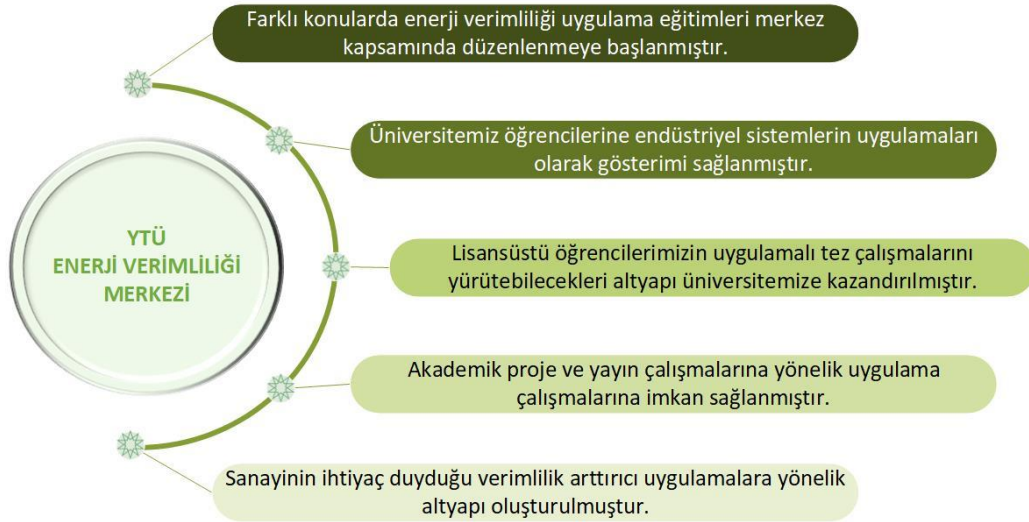 Farklı konularda enerji verimliliği uygulama eğitimleri merkez
kapsamında düzenlenmeye başlanmıştır.
Üniversitemiz öğrencilerine endüstriyel sistemlerin uygulamaları
olarak gösterimi sağlanmıştır.
YTÜ
ENERJİ VERİMLİLİĞİ
MERKEZİ
Lisansüstü öğrencilerimizin uygulamalı tez çalışmalarını
yürütebilecekleri altyapı üniversitemize kazandırılmıştır.
Akademik proje ve yayın çalışmalarına yönelik uygulama
çalışmalarına imkan sağlanmıştır.
Sanayinin ihtiyaç duyduğu verimlilik arttırıcı uygulamalara yönelik
altyapı oluşturulmuştur.